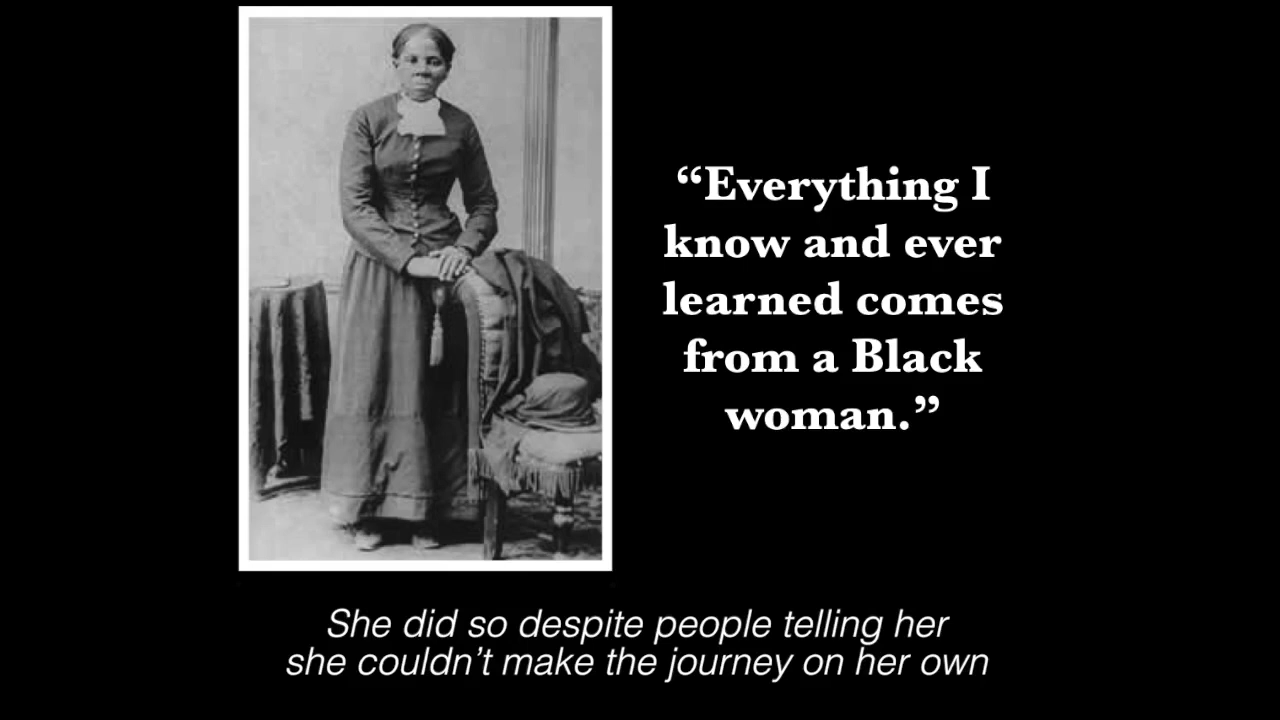 “Everything I
know and ever
learned comes
from a Black
woman.”
She did so despite people telling her
she couldn’t make the journey on her own